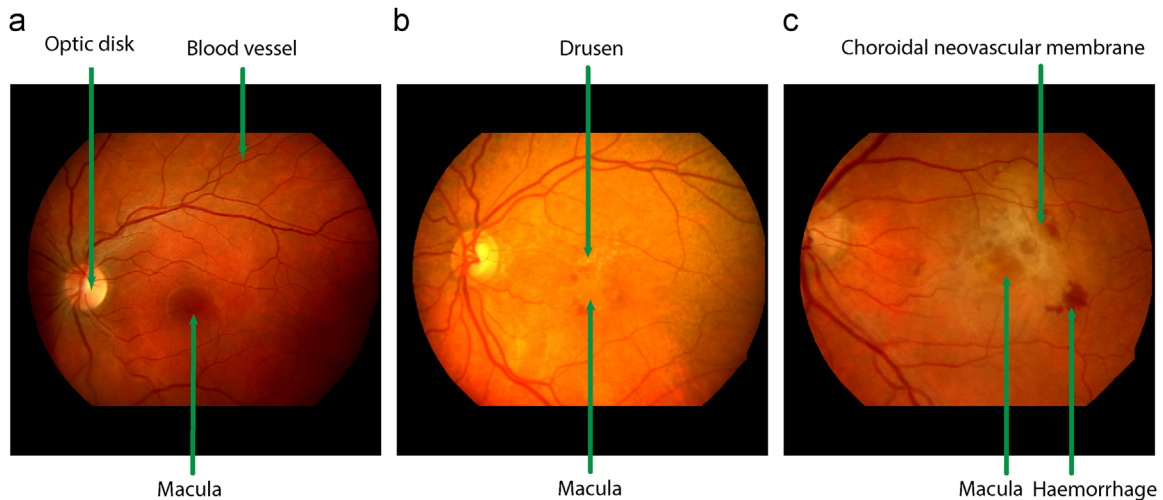 a
b
c
Optic disk
Blood vessel
Drusen
Choroidal neovascular membrane
Macula
Macula
Macula
Haemorrhage